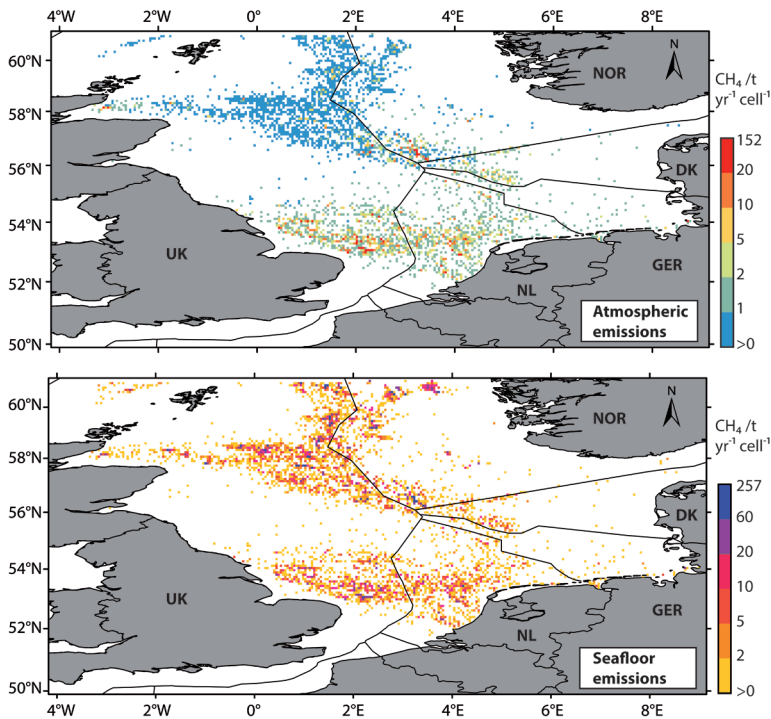 4°W 2°W 0° 2°E 4°E 6°E 8°E
60°N
58°N
56°N
54°N
52°N
50°N
N
NOR
DK
UK
GER
NL
Atmospheric
emissions
CH₄ /t
yr⁻¹ cell⁻¹
152
20
10
5
2
1
>0
60°N
58°N
56°N
54°N
52°N
50°N
N
NOR
DK
UK
GER
NL
Seafloor
emissions
CH₄ /t
yr⁻¹ cell⁻¹
257
60
20
10
5
2
>0
4°W 2°W 0° 2°E 4°E 6°E 8°E